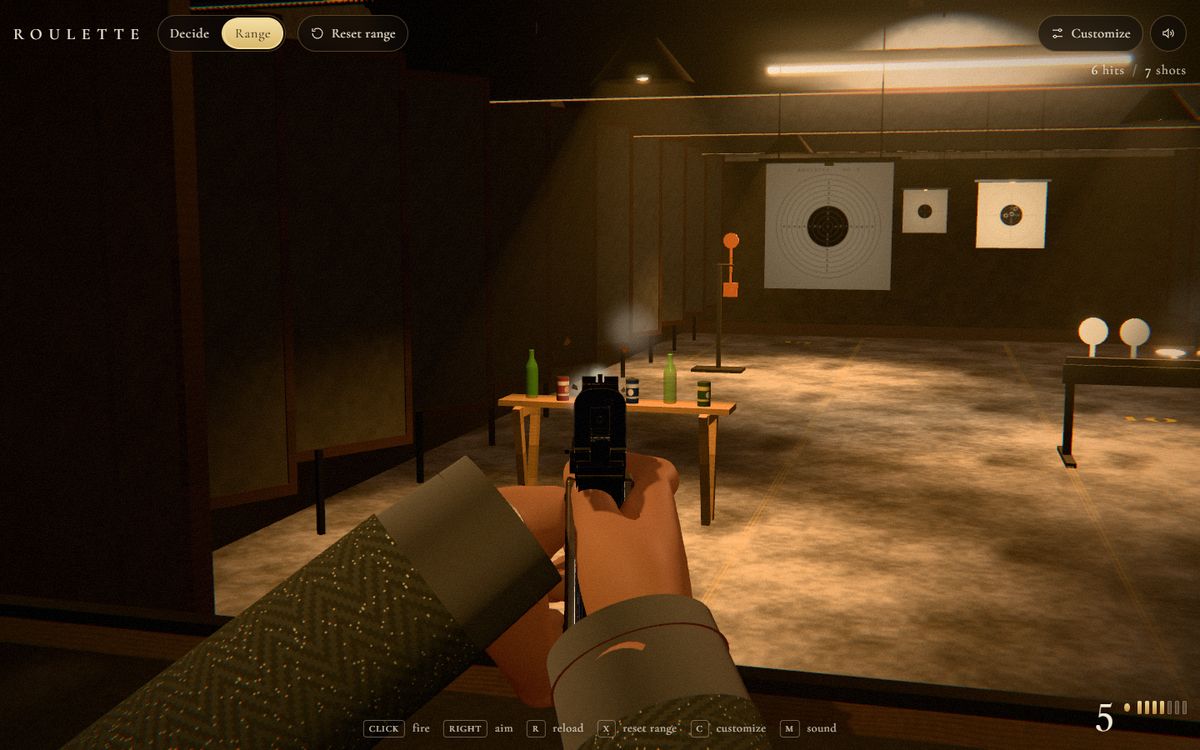 ROULETTE
Decide
Range
Reset range
Customize
6 hits / 7 shots
CLICK fire RIGHT aim R reload X reset range C customize M sound
5